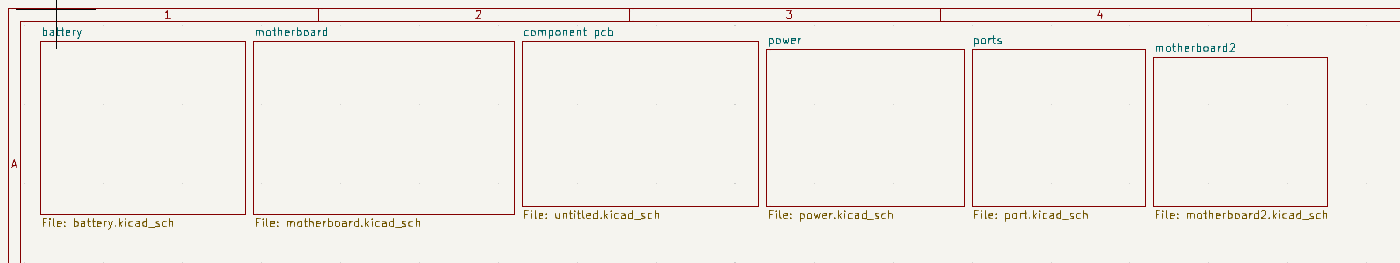 1 2 3 4
battery motherboard component pcb power ports motherboard2
A
File: battery.kicad_sch File: motherboard.kicad_sch File: untitled.kicad_sch File: power.kicad_sch File: port.kicad_sch File: motherboard2.kicad_sch